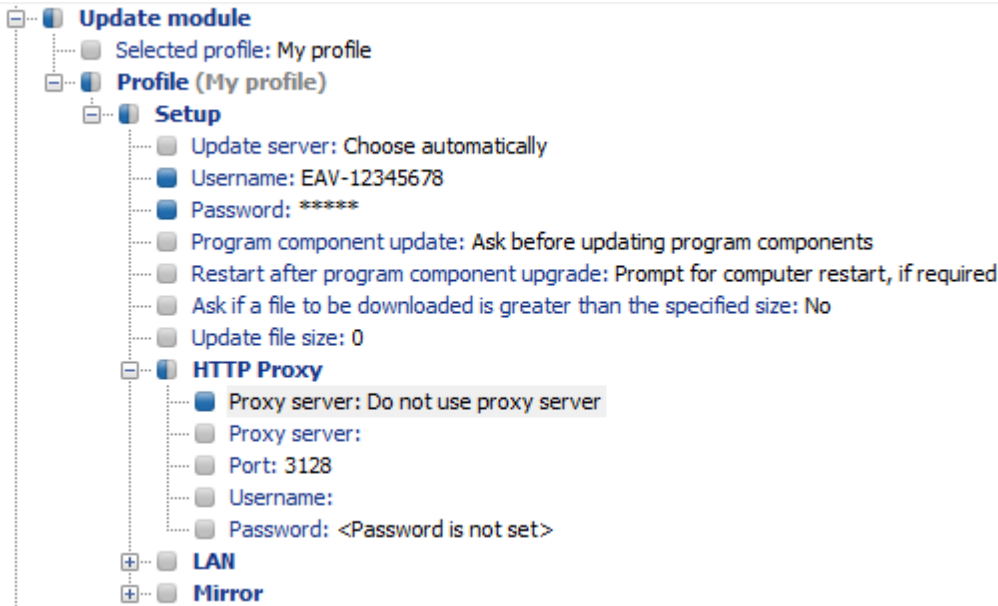 Update module
Selected profile: My profile
Profile (My profile)
Setup
Update server: Choose automatically
Username: EAV-12345678
Password: *****
Program component update: Ask before updating program components
Restart after program component upgrade: Prompt for computer restart, if required
Ask if a file to be downloaded is greater than the specified size: No
Update file size: 0
HTTP Proxy
Proxy server: Do not use proxy server
Proxy server:
Port: 3128
Username:
Password: <Password is not set>
LAN
Mirror